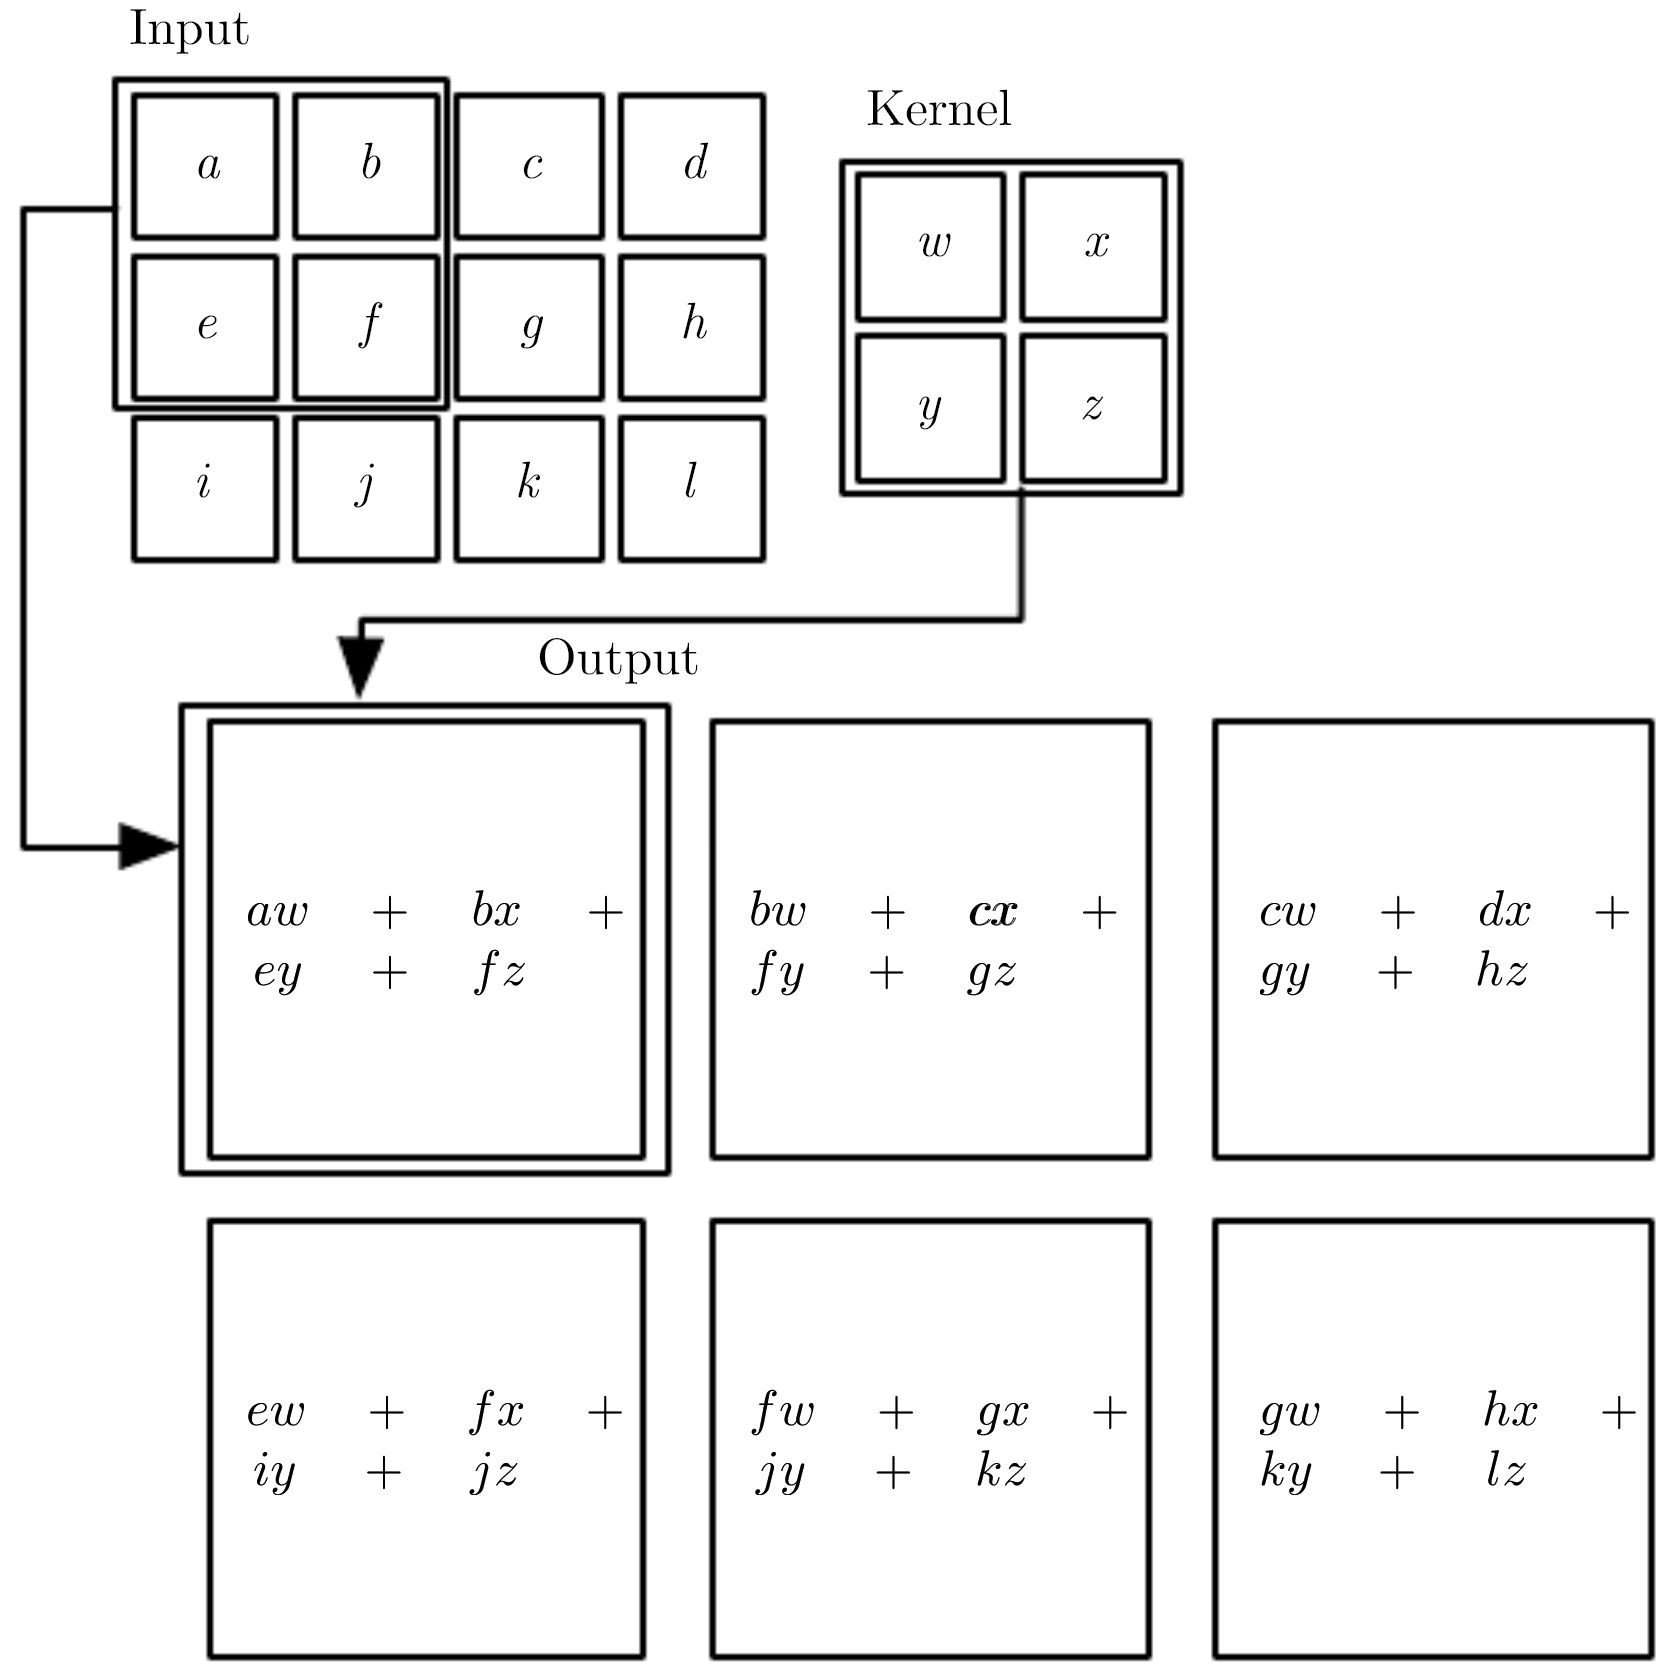 Input
Kernel
a b c d
e f g h
i j k l
w x
y z
Output
aw + bx +
ey + fz
bw + cx +
fy + gz
cw + dx +
gy + hz
ew + fx +
iy + jz
fw + gx +
jy + kz
gw + hx +
ky + lz